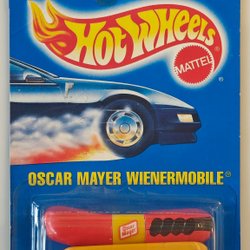 Hot Wheels
MATTEL
OSCAR MAYER WIENERMOBILE®
Oscar
Mayer